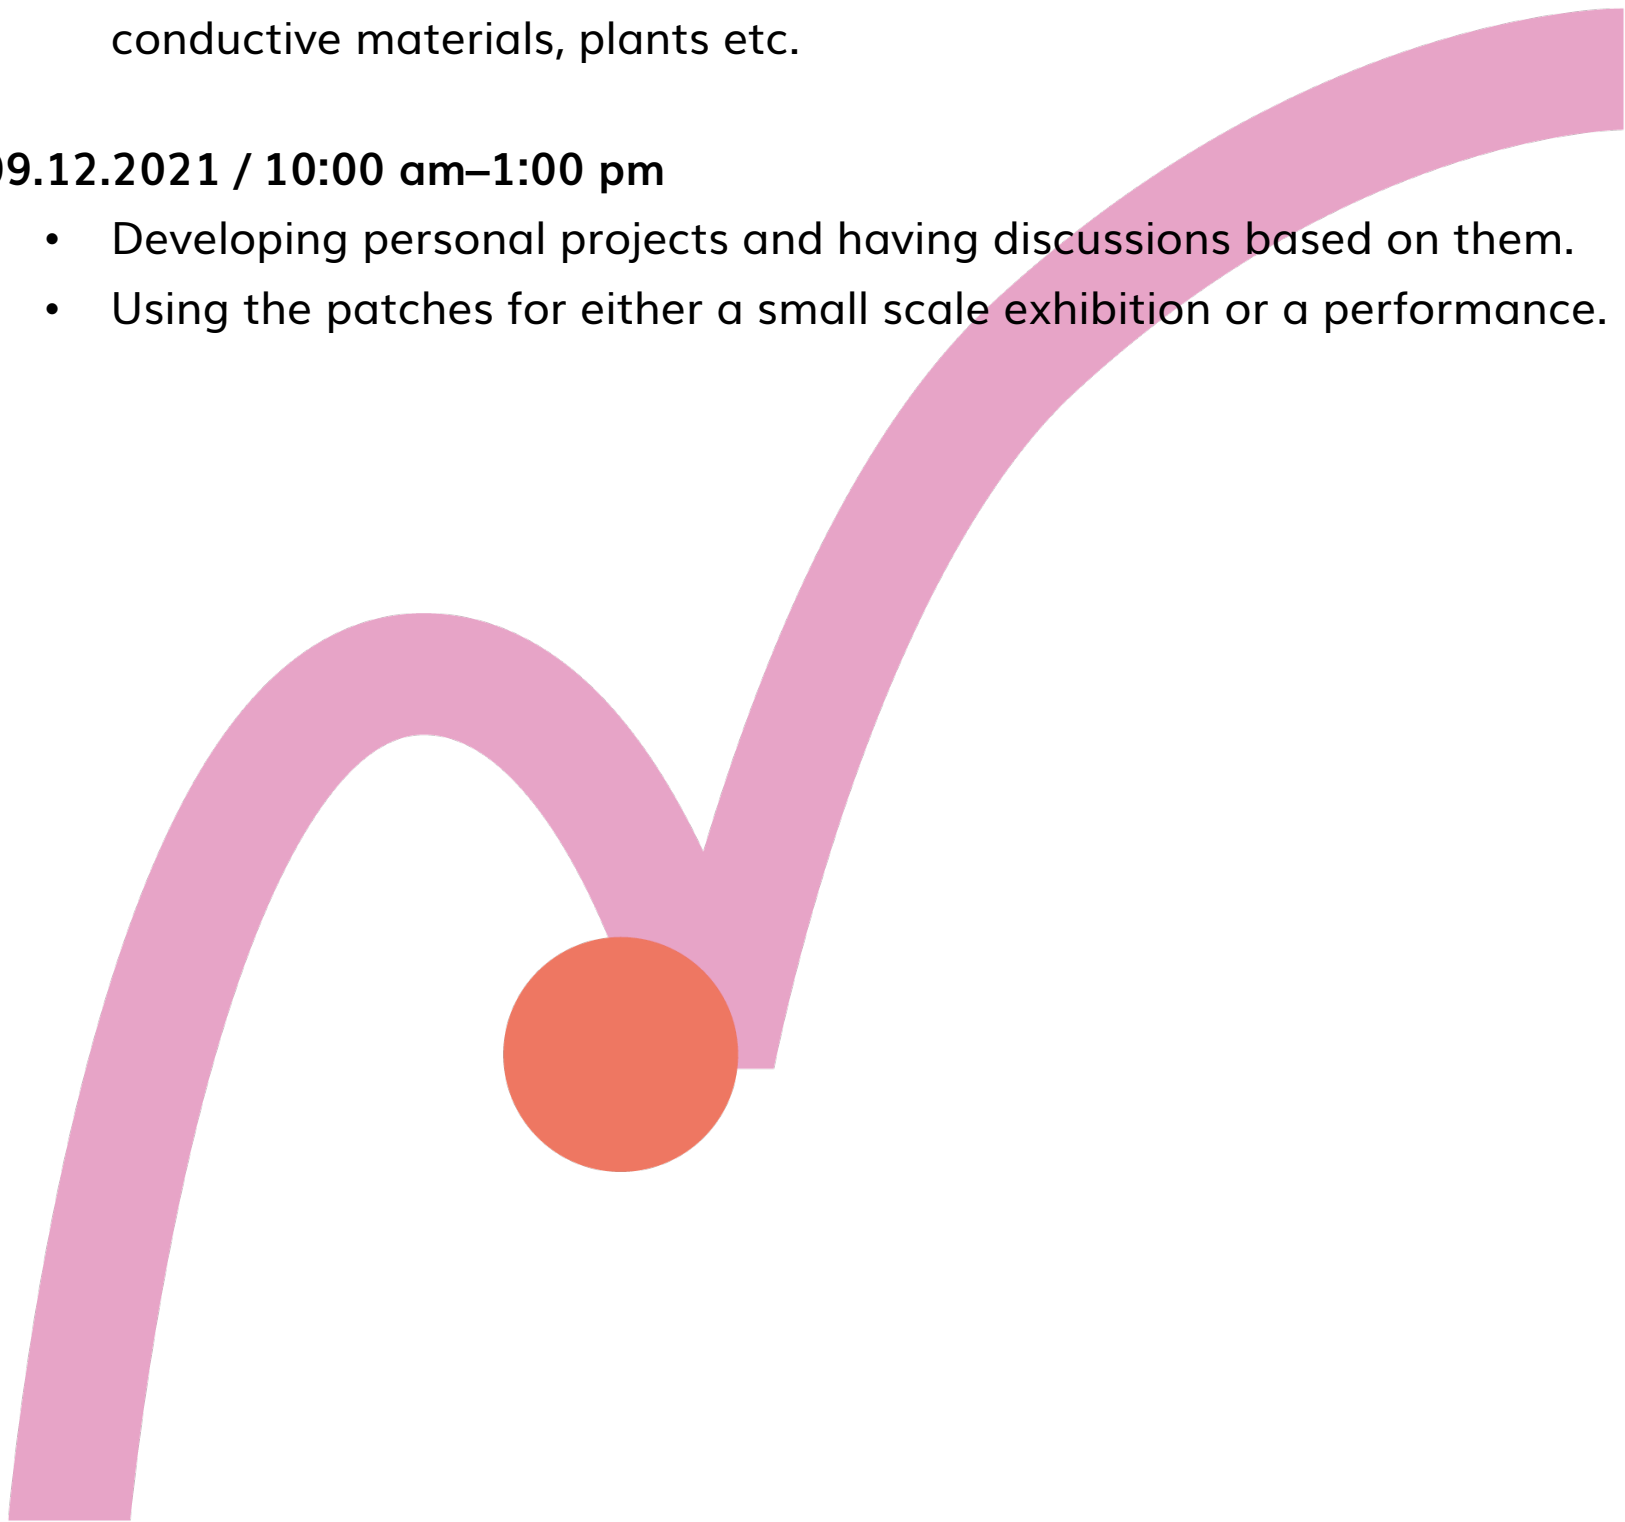 conductive materials, plants etc.
09.12.2021 / 10:00 am–1:00 pm
• Developing personal projects and having discussions based on them.
• Using the patches for either a small scale exhibition or a performance.